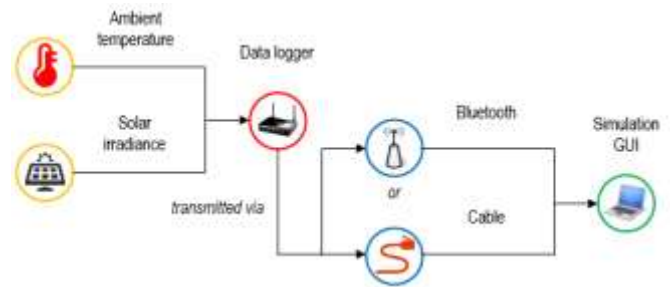 Ambient
temperature
Data logger
Solar
irradiance
transmitted via
Bluetooth
or
Cable
Simulation
GUI